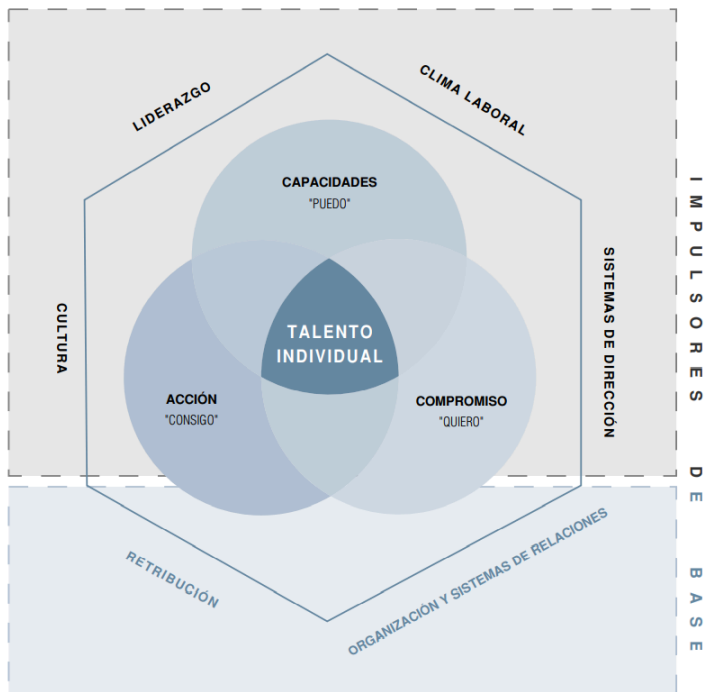 LIDERAZGO
CLIMA LABORAL
CAPACIDADES
"PUEDO"
CULTURA
SISTEMAS DE DIRECCIÓN
TALENTO
INDIVIDUAL
ACCIÓN
"CONSIGO"
COMPROMISO
"QUIERO"
RETRIBUCIÓN
ORGANIZACIÓN Y SISTEMAS DE RELACIONES
IMPULSORES DE BASE